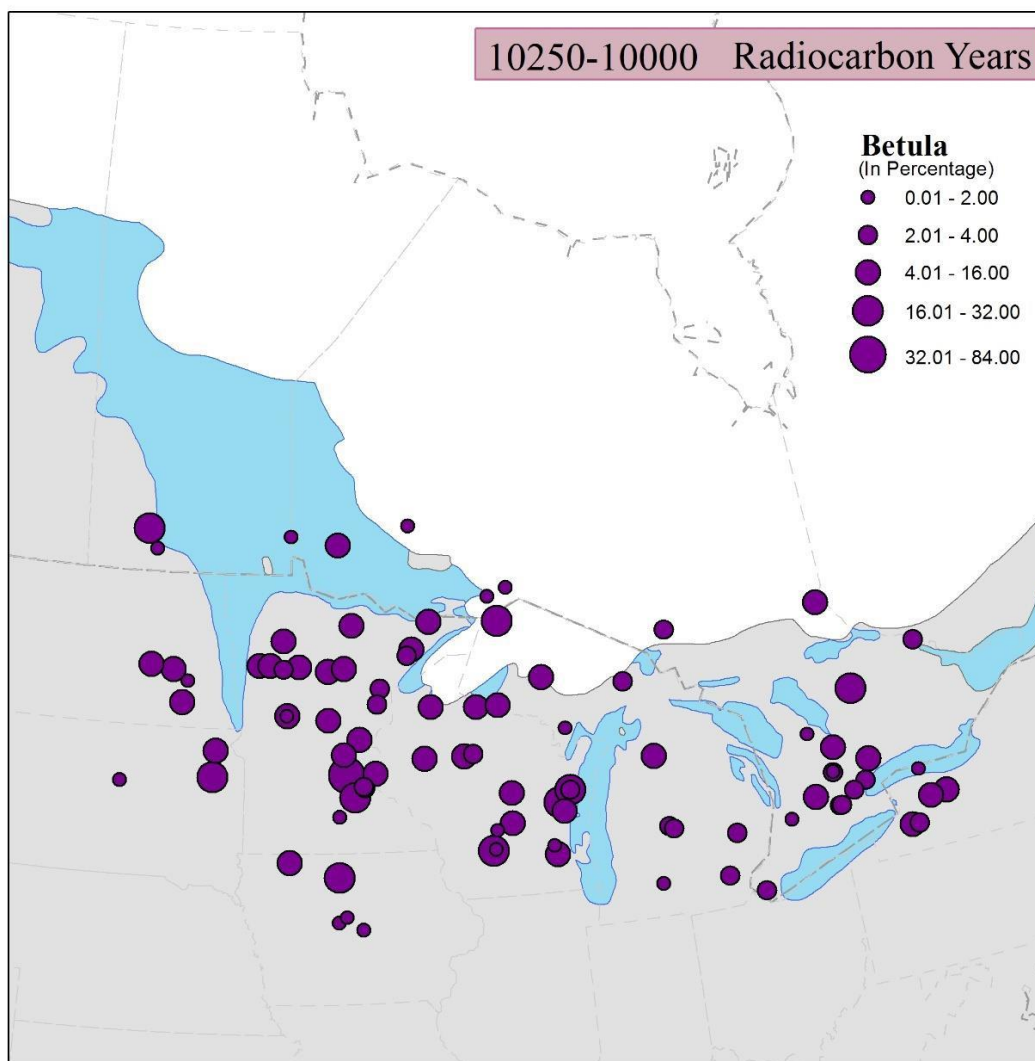 10250-10000 Radiocarbon Years
Betula
(In Percentage)
0.01 - 2.00
2.01 - 4.00
4.01 - 16.00
16.01 - 32.00
32.01 - 84.00